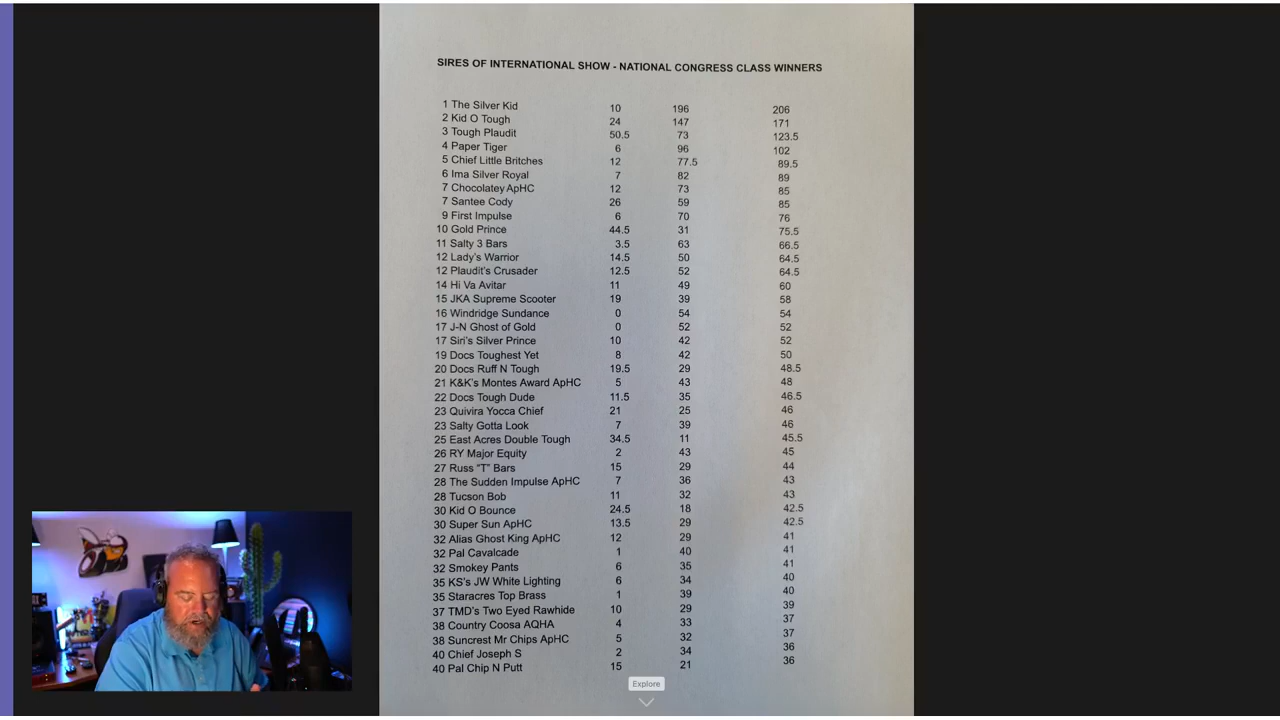 SIRES OF INTERNATIONAL SHOW - NATIONAL CONGRESS CLASS WINNERS
1 The Silver Kid 10 196 206
2 Kid O Tough 24 147 171
3 Tough Plaudit 50.5 73 123.5
4 Paper Tiger 6 96 102
5 Chief Little Britches 12 77.5 89.5
6 Ima Silver Royal 7 82 89
7 Chocolatey ApHC 12 73 85
7 Santee Cody 26 59 85
9 First Impulse 6 70 76
10 Gold Prince 44.5 31 75.5
11 Salty 3 Bars 3.5 63 66.5
12 Lady's Warrior 14.5 50 64.5
12 Plaudit's Crusader 12.5 52 64.5
14 Hi Va Avitar 11 49 60
15 JKA Supreme Scooter 19 39 58
16 Windridge Sundance 0 54 54
17 J-N Ghost of Gold 0 52 52
17 Siri's Silver Prince 10 42 52
19 Docs Toughest Yet 8 42 50
20 Docs Ruff N Tough 19.5 29 48.5
21 K&K's Montes Award ApHC 5 43 48
22 Docs Tough Dude 11.5 35 46.5
23 Quivira Yocca Chief 21 25 46
23 Salty Gotta Look 7 39 46
25 East Acres Double Tough 34.5 11 45.5
26 RY Major Equity 2 43 45
27 Russ "T" Bars 15 29 44
28 The Sudden Impulse ApHC 7 36 43
28 Tucson Bob 11 32 43
30 Kid O Bounce 24.5 18 42.5
30 Super Sun ApHC 13.5 29 42.5
32 Alias Ghost King ApHC 12 29 41
32 Pal Cavalcade 1 40 41
32 Smokey Pants 6 35 41
35 KS's JW White Lighting 6 34 40
35 Staracres Top Brass 1 39 40
37 TMD's Two Eyed Rawhide 10 29 39
38 Country Coosa AQHA 4 33 37
38 Suncrest Mr Chips ApHC 5 32 37
40 Chief Joseph S 2 34 36
40 Pal Chip N Putt 15 21 36
Explore